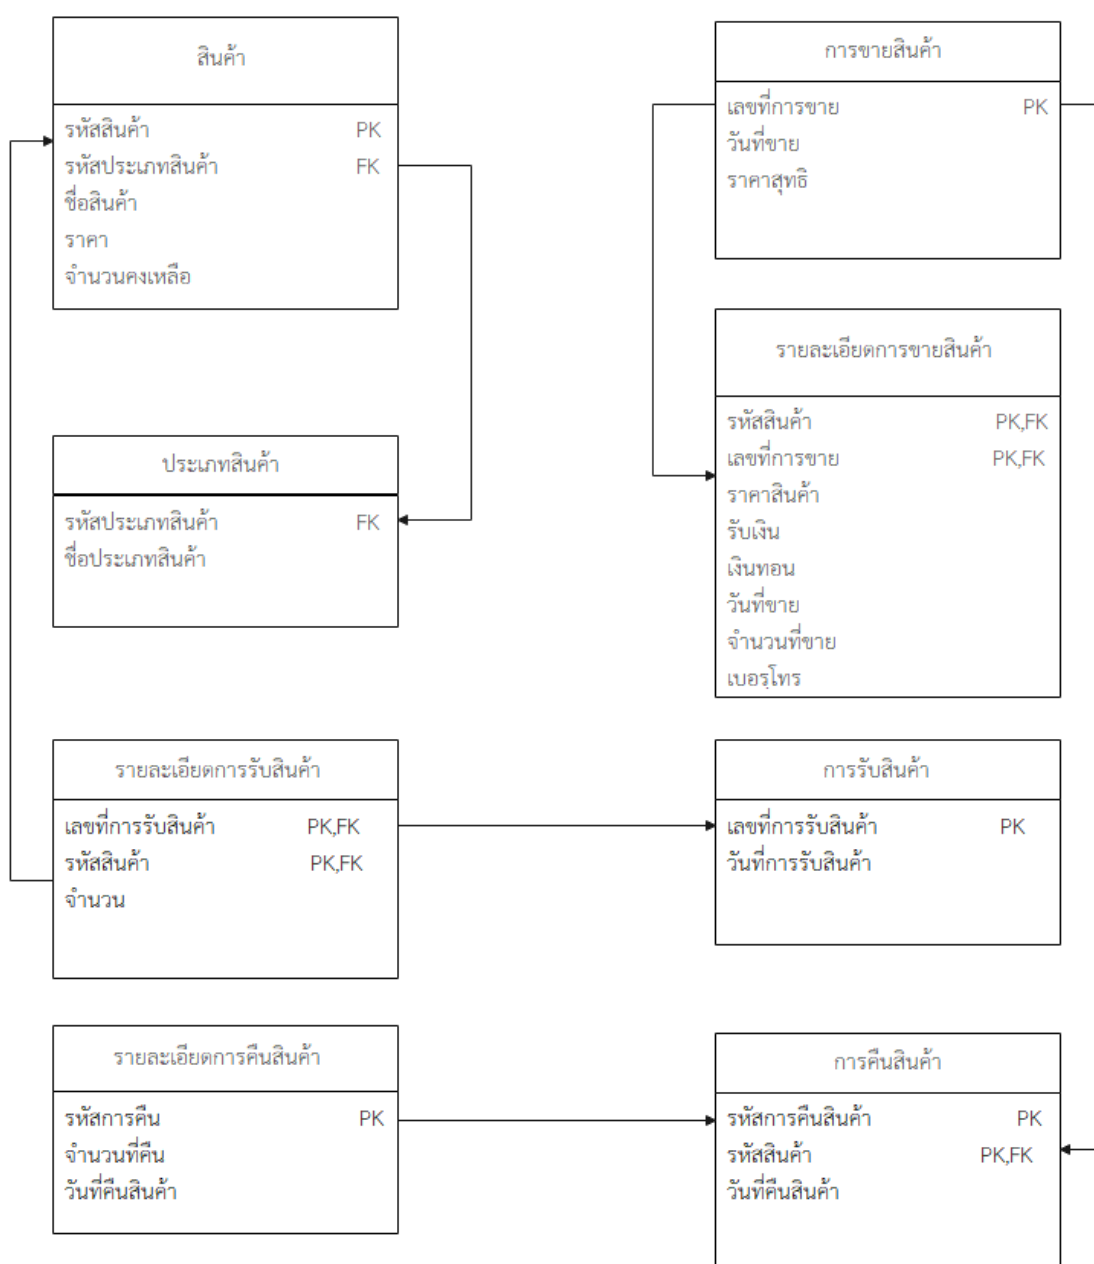 สินค้า
รหัสสินค้า PK
รหัสประเภทสินค้า FK
ชื่อสินค้า
ราคา
จำนวนคงเหลือ
การขายสินค้า
เลขที่การขาย PK
วันที่ขาย
ราคาสุทธิ
ประเภทสินค้า
รหัสประเภทสินค้า FK
ชื่อประเภทสินค้า
รายละเอียดการขายสินค้า
รหัสสินค้า PK,FK
เลขที่การขาย PK,FK
ราคาสินค้า
รับเงิน
เงินทอน
วันที่ขาย
จำนวนที่ขาย
เบอรฺโทร
รายละเอียดการรับสินค้า
เลขที่การรับสินค้า PK,FK
รหัสสินค้า PK,FK
จำนวน
การรับสินค้า
เลขที่การรับสินค้า PK
วันที่การรับสินค้า
รายละเอียดการคืนสินค้า
รหัสการคืน PK
จำนวนที่คืน
วันที่คืนสินค้า
การคืนสินค้า
รหัสการคืนสินค้า PK
รหัสสินค้า PK,FK
วันที่คืนสินค้า